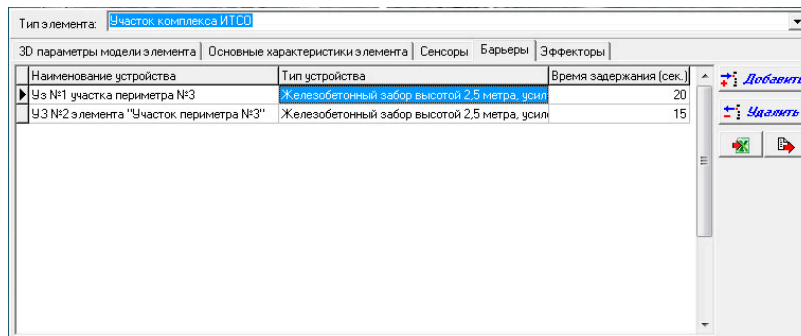 Тип элемента: Участок комплекса ИТСО
3D параметры модели элемента Основные характеристики элемента Сенсоры Барьеры Эффекторы
Наименование устройства Тип устройства Время задержания (сек.)
Уз №1 участка периметра №3 Железобетонный забор высотой 2,5 метра, усил 20
УЗ №2 элемента "Участок периметра №3" Железобетонный забор высотой 2,5 метра, усил 15
Добавить
Удалить